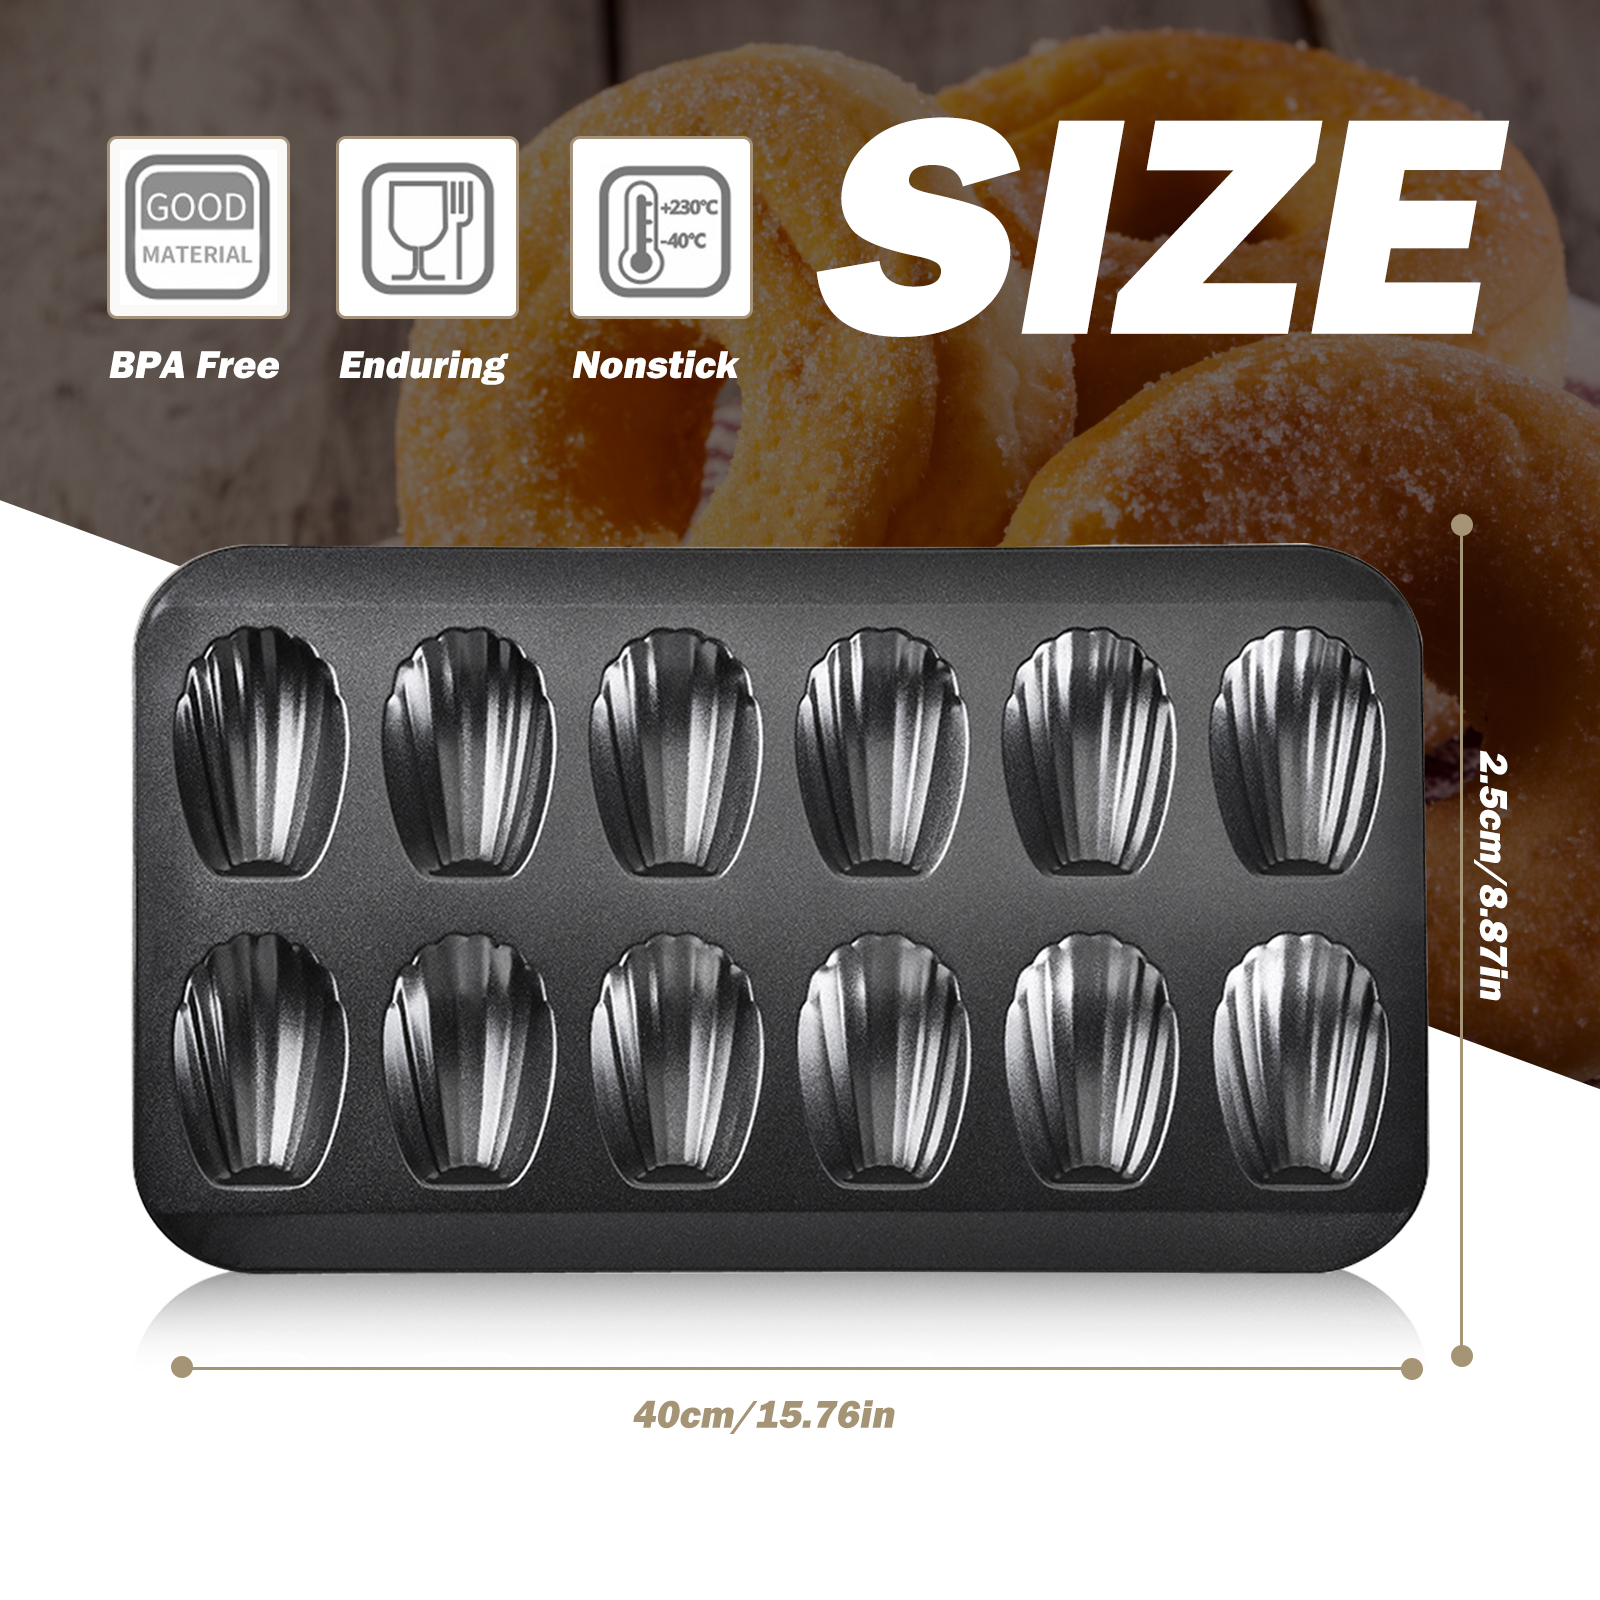 SIZE
GOOD
MATERIAL
+230℃
-40℃
BPA Free
Enduring
Nonstick
2.5cm/8.87in
40cm/15.76in